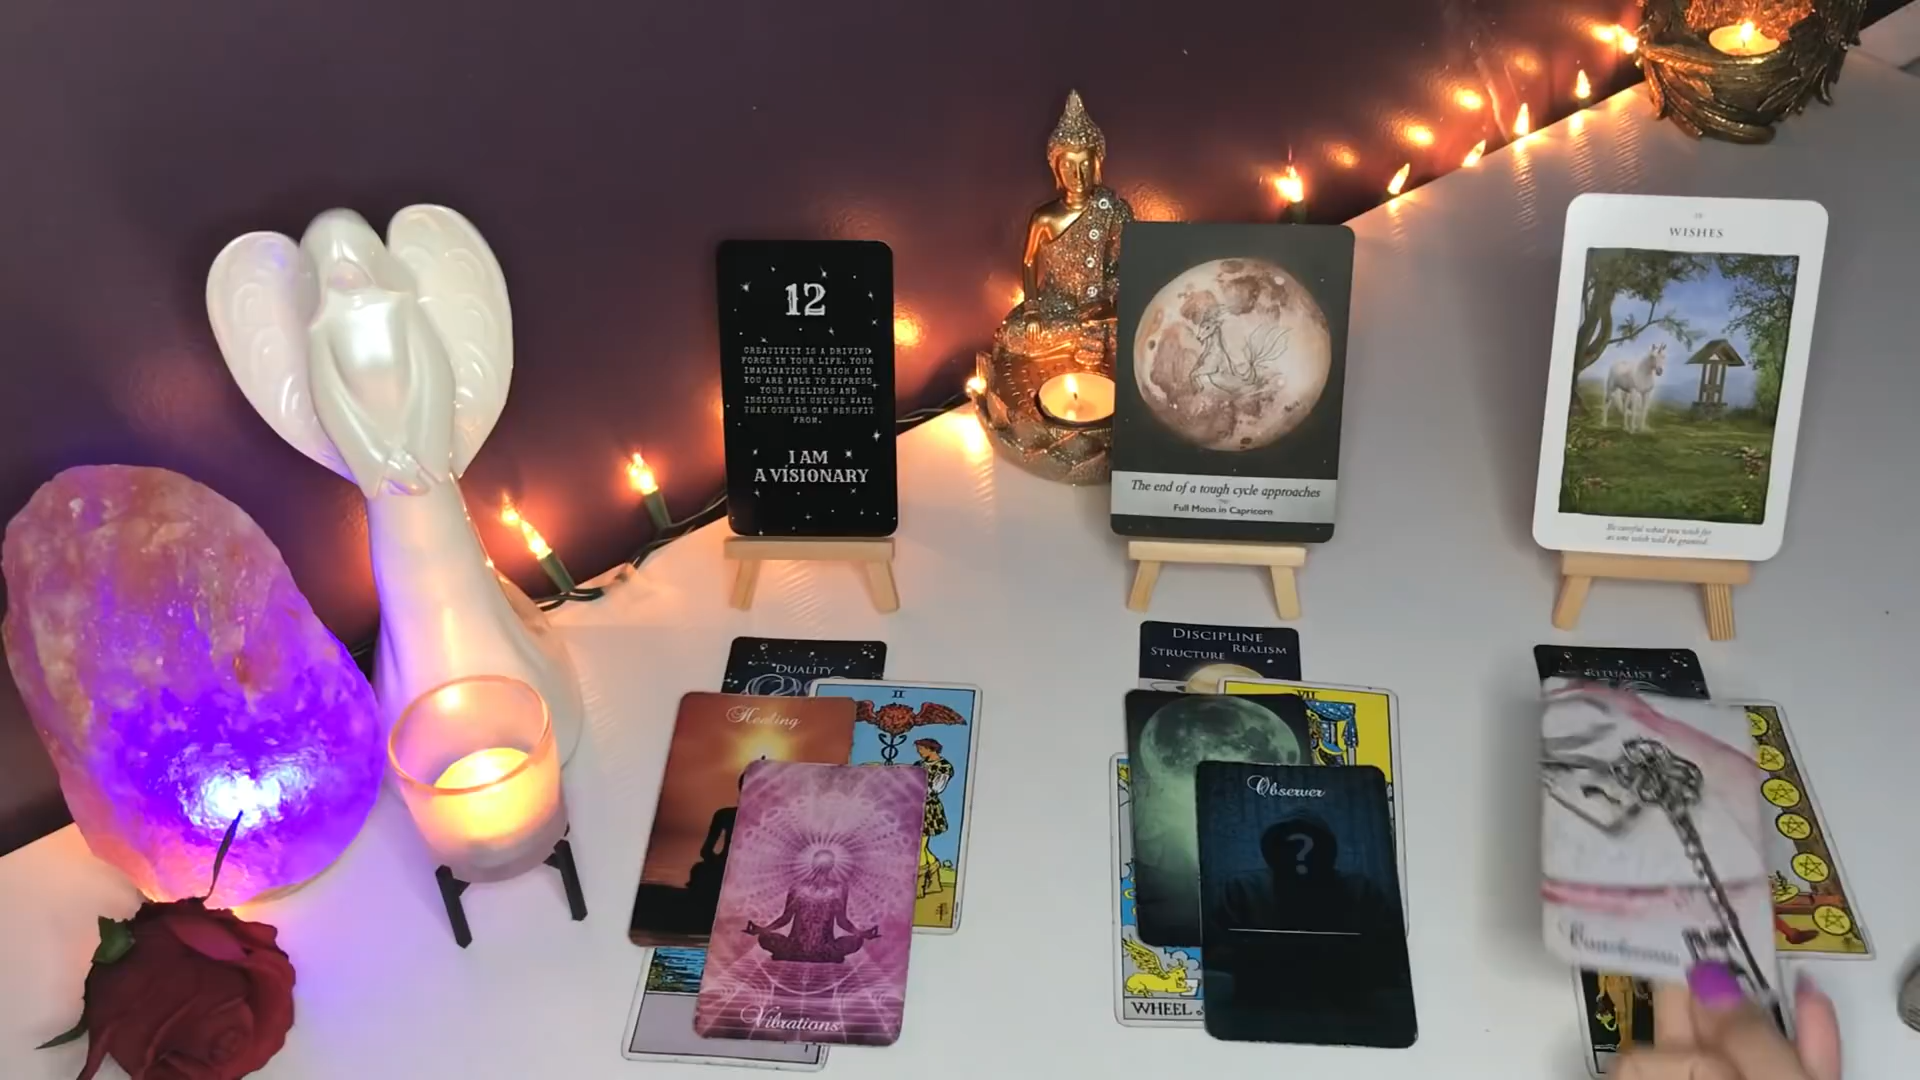 12
CREATIVITY IS A DRIVING
FORCE IN YOUR LIFE. YOUR
IMAGINATION IS RICH AND
YOU ARE ABLE TO EXPRESS
YOUR FEELINGS AND
INSIGHTS IN UNIQUE WAYS
THAT OTHERS CAN BENEFIT
FROM.
I AM
A VISIONARY
The end of a tough cycle approaches
Full Moon in Capricorn
WISHES
Be careful what you wish for
as one wish will be granted.
DUALITY
Healing
II
Vibrations
DISCIPLINE
STRUCTURE REALISM
VII
Observer
?
WHEEL
RITUALIST